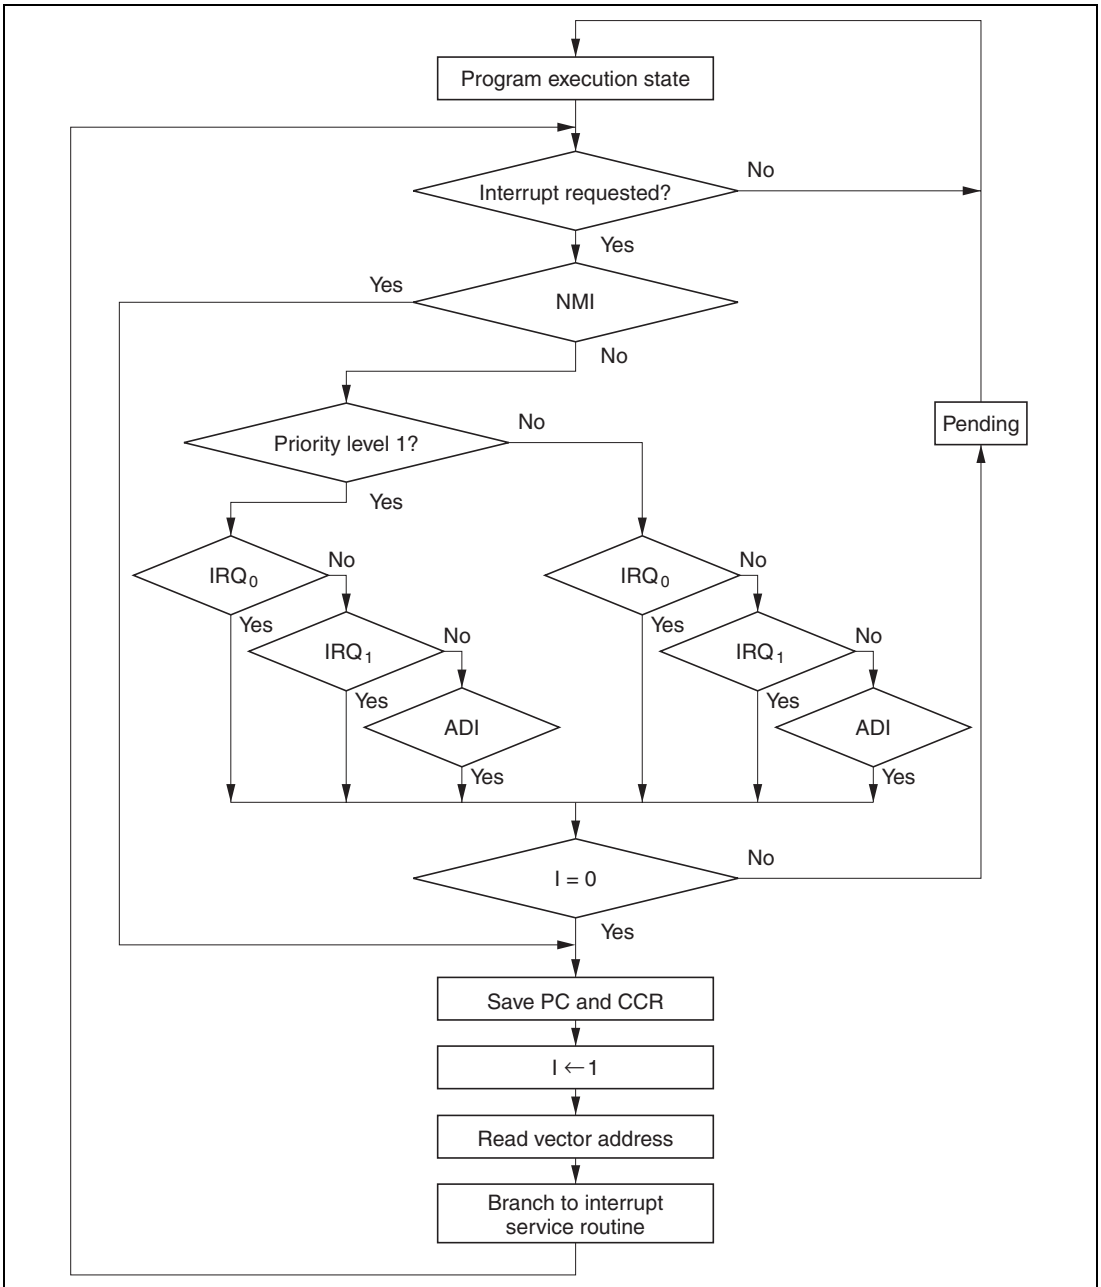 Program execution state
Interrupt requested?
No
Yes
NMI
Yes
No
Priority level 1?
No
Yes
Pending
IRQ0
No
Yes
IRQ1
No
Yes
ADI
Yes
IRQ0
No
Yes
IRQ1
No
Yes
ADI
Yes
I = 0
No
Yes
Save PC and CCR
I ← 1
Read vector address
Branch to interrupt
service routine